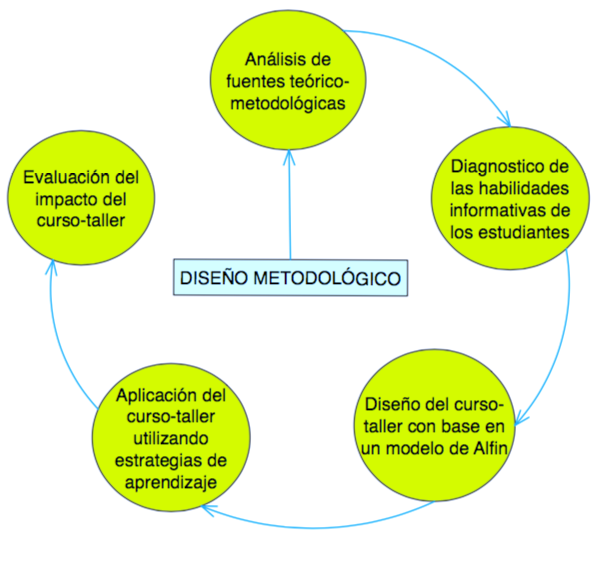 Análisis de
fuentes teórico-
metodológicas
Diagnostico de
las habilidades
informativas de
los estudiantes
Evaluación del
impacto del
curso-taller
DISEÑO METODOLÓGICO
Diseño del curso-
taller con base en
un modelo de Alfin
Aplicación del
curso-taller
utilizando
estrategias de
aprendizaje